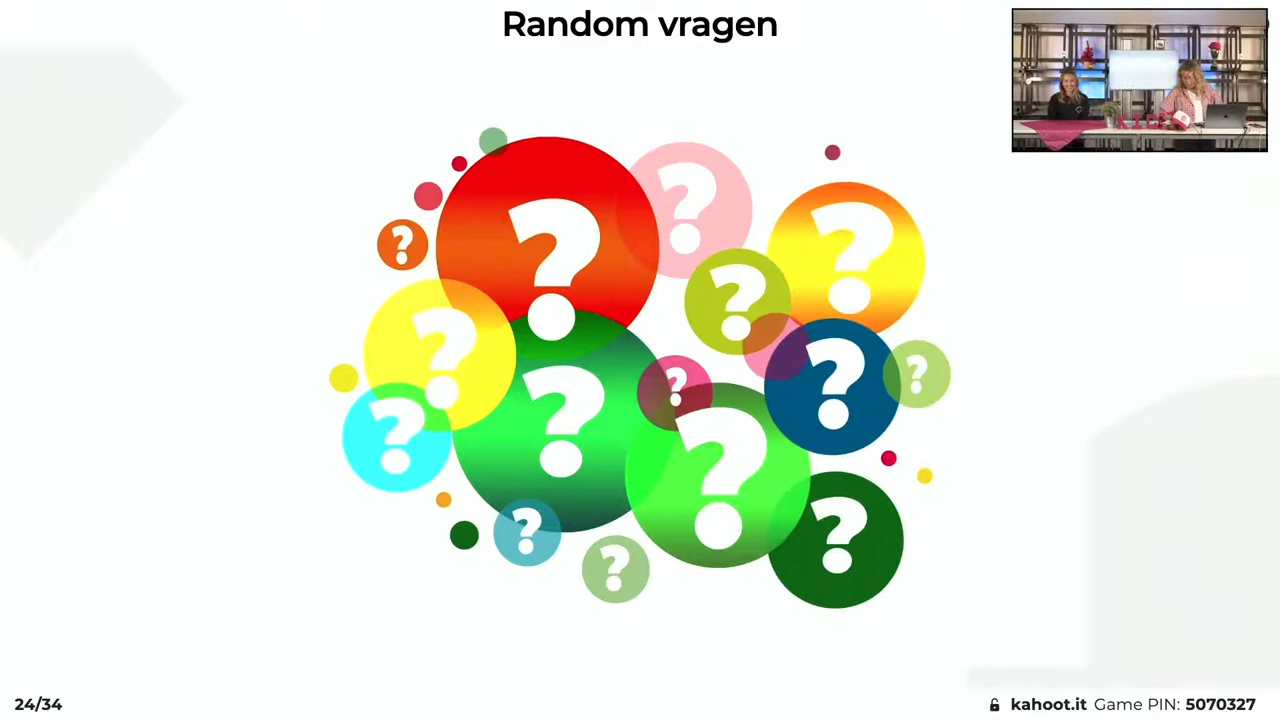 Random vragen
? ? ? ? ? ? ? ? ? ? ? ? ? ?
24/34
kahoot.it Game PIN: 5070327